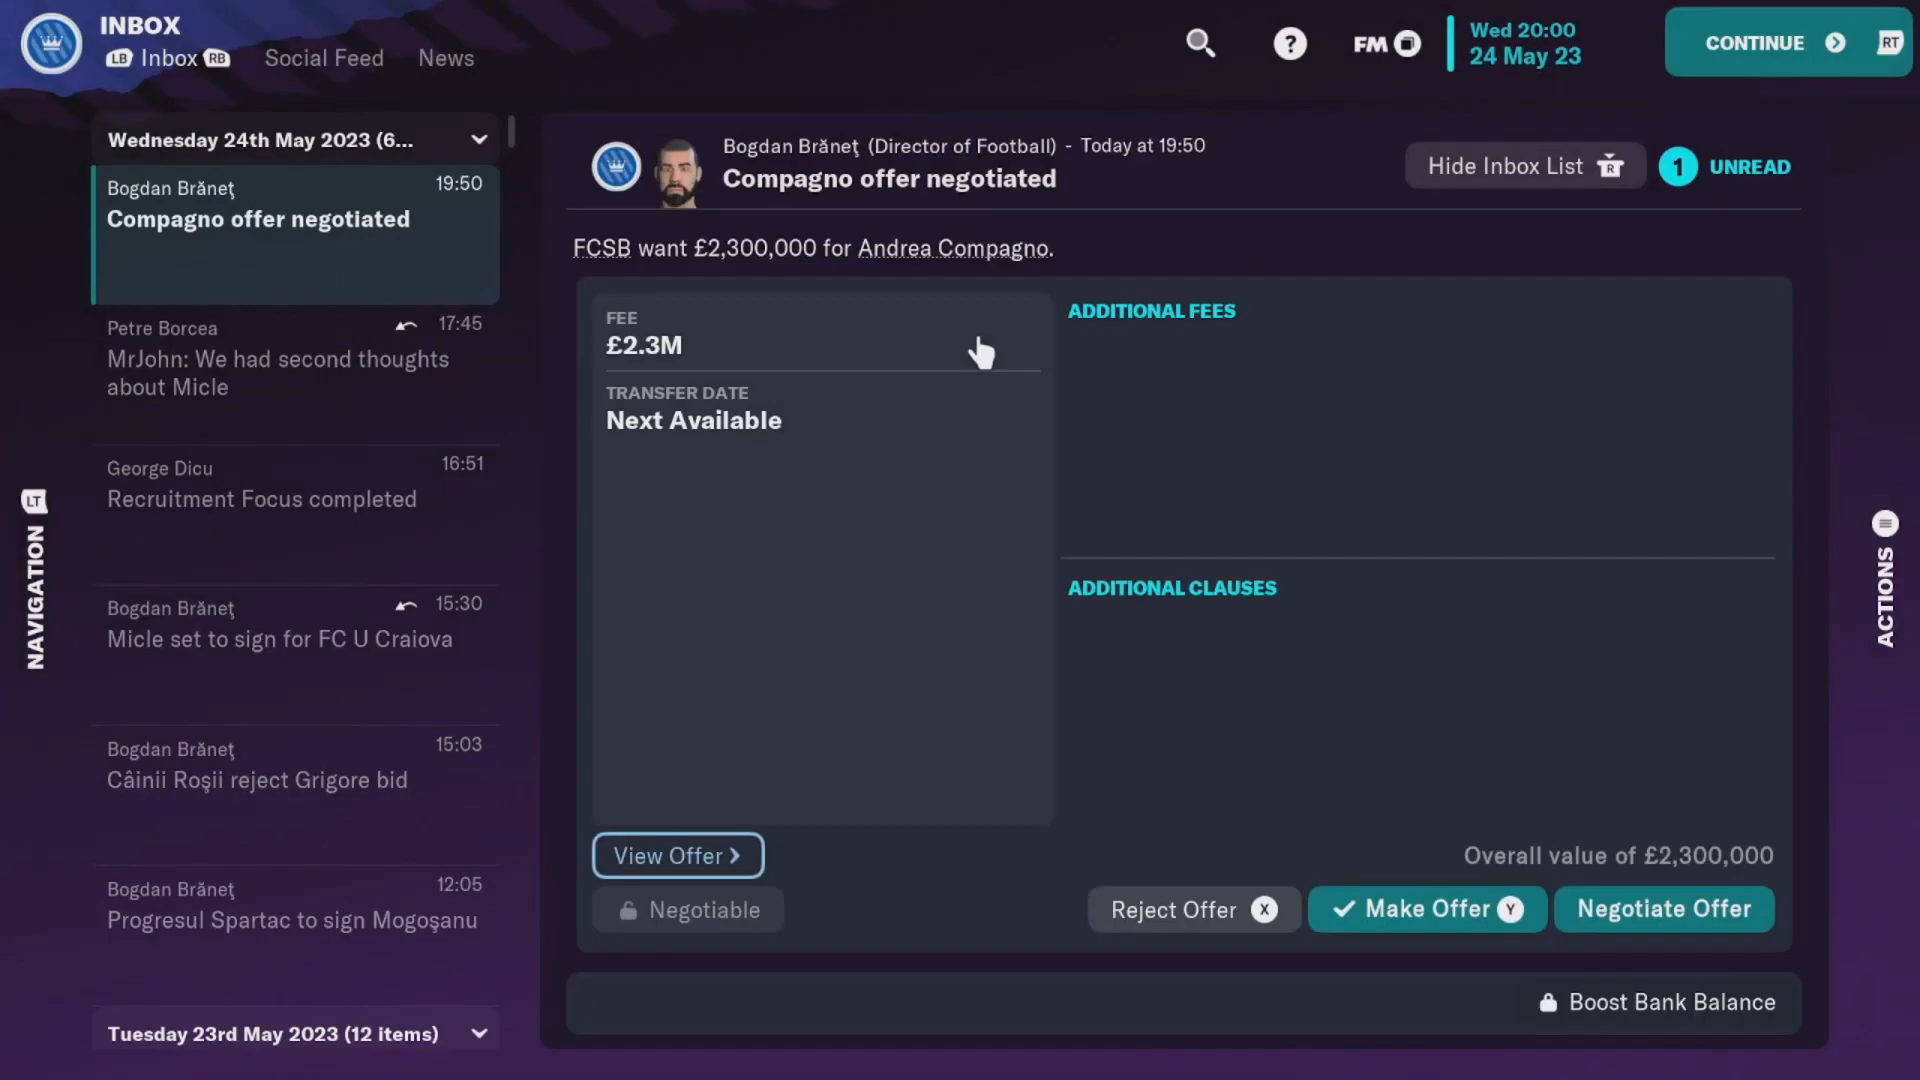 INBOX
LB Inbox RB Social Feed News
? FM Wed 20:00
24 May 23
CONTINUE RT
Wednesday 24th May 2023 (6...
Bogdan Brăneț 19:50
Compagno offer negotiated
Petre Borcea 17:45
MrJohn: We had second thoughts
about Micle
George Dicu 16:51
Recruitment Focus completed
Bogdan Brăneț 15:30
Micle set to sign for FC U Craiova
Bogdan Brăneț 15:03
Câinii Roșii reject Grigore bid
Bogdan Brăneț 12:05
Progresul Spartac to sign Mogoșanu
Tuesday 23rd May 2023 (12 items)
LT
NAVIGATIN
Bogdan Brăneț (Director of Football) - Today at 19:50
Compagno offer negotiated
Hide Inbox List R 1 UNREAD
FCSB want £2,300,000 for Andrea Compagno.
FEE
£2.3M
TRANSFER DATE
Next Available
ADDITIONAL FEES
ADDITIONAL CLAUSES
View Offer
Overall value of £2,300,000
Negotiable Reject Offer X Make Offer Y Negotiate Offer
Boost Bank Balance
ACTIONS